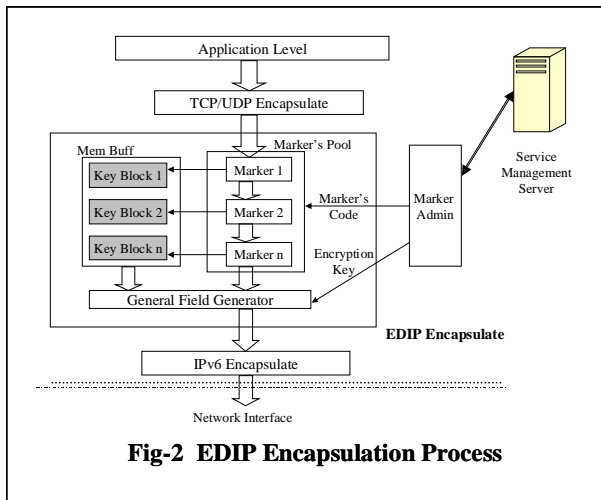 Application Level
TCP/UDP Encapsulate
Mem Buff
Marker's Pool
Key Block 1
Marker 1
Key Block 2
Marker 2
Key Block n
Marker n
Marker's
Code
Marker
Admin
Service
Management
Server
Encryption
Key
General Field Generator
EDIP Encapsulate
IPv6 Encapsulate
Network Interface
Fig-2 EDIP Encapsulation Process